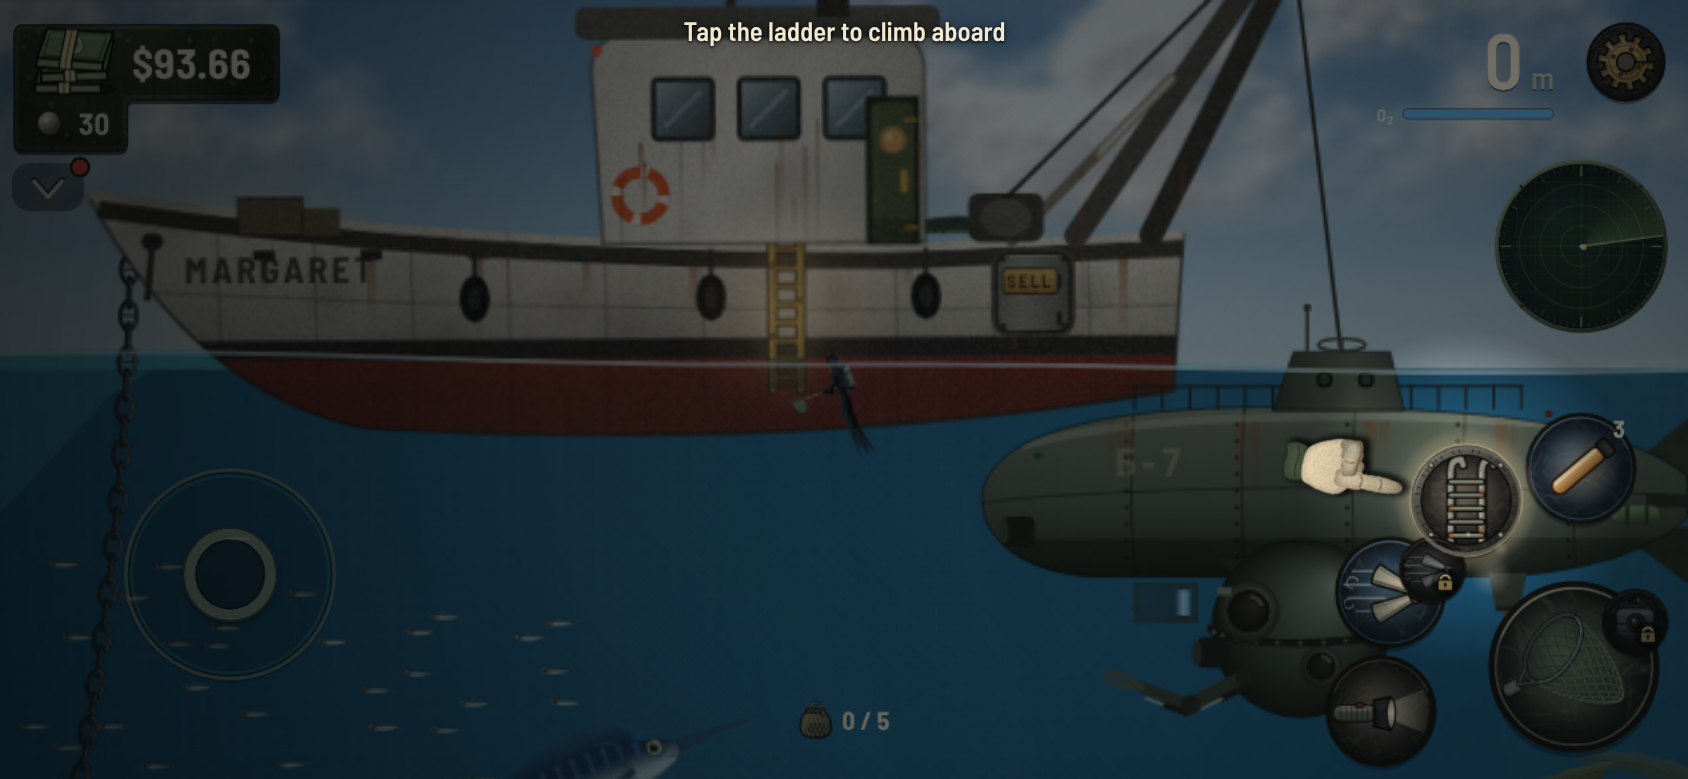 Tap the ladder to climb aboard
$93.66
30
0 m
O₂
MARGARET
SELL
B-7
3
0 / 5